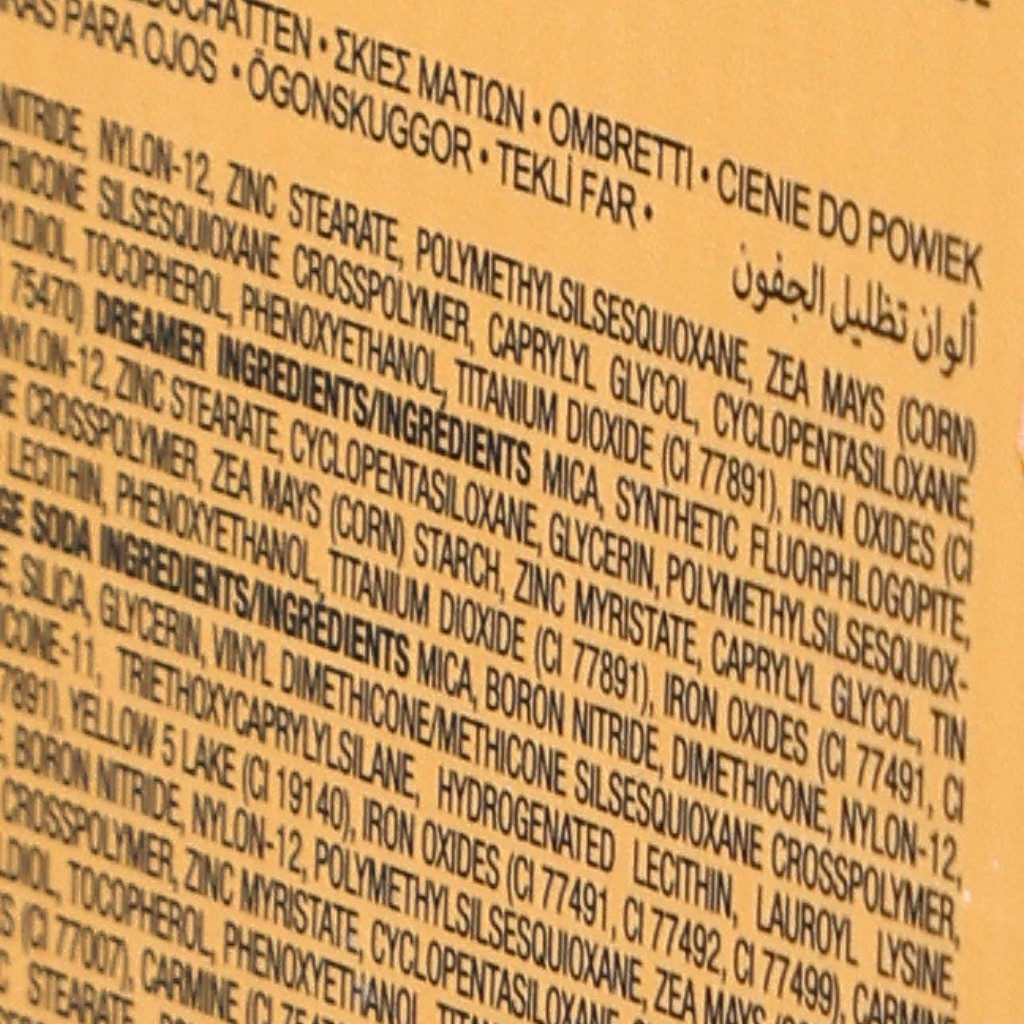 DSCHATTEN • ΣΚΙΕΣ ΜΑΤΙΩΝ • OMBRETTI • CIENIE DO POWIEK
RAS PARA OJOS • ÖGONSKUGGOR • TEKLİ FAR •
ألوان تظليل الجفون
NITRIDE, NYLON-12, ZINC STEARATE, POLYMETHYLSILSESQUIOXANE, ZEA MAYS (CORN)
THICONE SILSESQUIOXANE CROSSPOLYMER, CAPRYLYL GLYCOL, CYCLOPENTASILOXANE,
YLDIOL, TOCOPHEROL, PHENOXYETHANOL, TITANIUM DIOXIDE (CI 77891), IRON OXIDES (CI
75470) DREAMER INGREDIENTS/INGRÉDIENTS MICA, SYNTHETIC FLUORPHLOGOPITE,
NYLON-12, ZINC STEARATE, CYCLOPENTASILOXANE, GLYCERIN, POLYMETHYLSILSESQUIOX-
NE CROSSPOLYMER, ZEA MAYS (CORN) STARCH, ZINC MYRISTATE, CAPRYLYL GLYCOL, TIN
LECITHIN, PHENOXYETHANOL, TITANIUM DIOXIDE (CI 77891), IRON OXIDES (CI 77491, CI
GE SODA INGREDIENTS/INGRÉDIENTS MICA, BORON NITRIDE, DIMETHICONE, NYLON-12,
E, SILICA, GLYCERIN, VINYL DIMETHICONE/METHICONE SILSESQUIOXANE CROSSPOLYMER,
ICONE-11, TRIETHOXYCAPRYLYLSILANE, HYDROGENATED LECITHIN, LAUROYL LYSINE,
7891), YELLOW 5 LAKE (CI 19140), IRON OXIDES (CI 77491, CI 77492, CI 77499), CARMINE
E, BORON NITRIDE, NYLON-12, POLYMETHYLSILSESQUIOXANE, ZEA MAYS
CROSSPOLYMER, ZINC MYRISTATE, CYCLOPENTASILOXANE
LDIOL, TOCOPHEROL, PHENOXYETHANOL,
S (CI 77007), CARMINE (CI
C STEARATE,